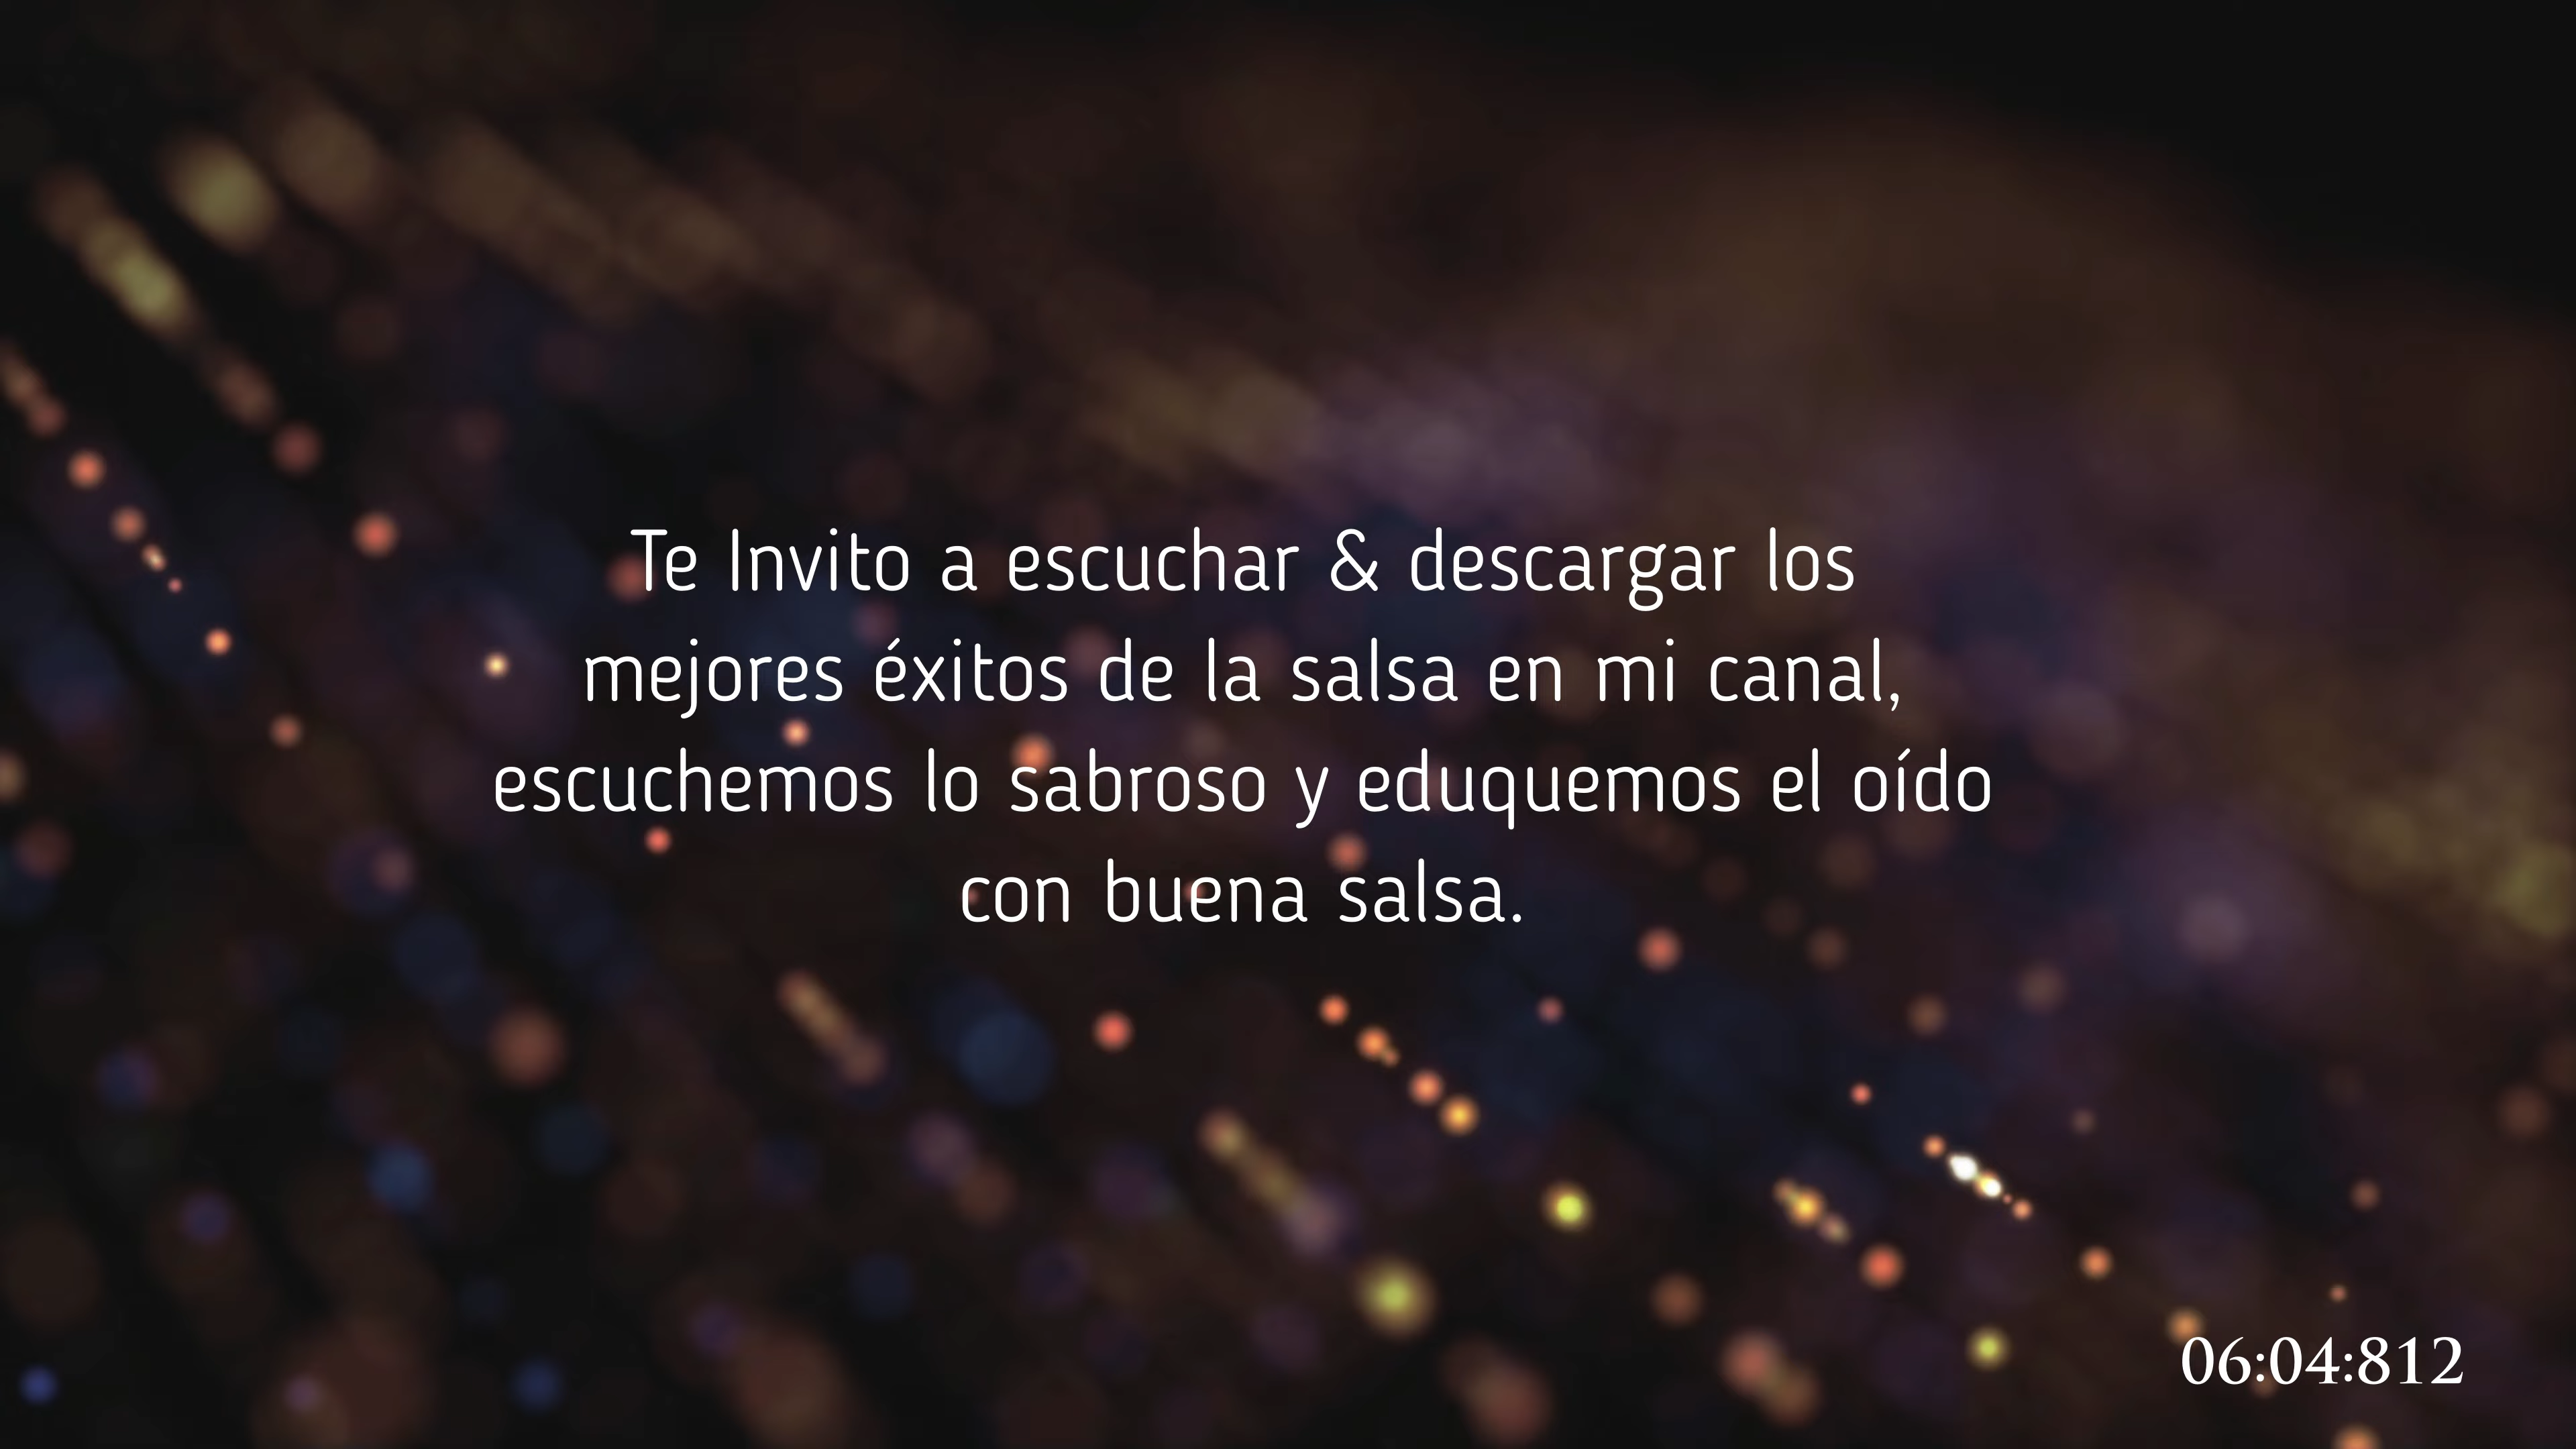 Te Invito a escuchar & descargar los
mejores éxitos de la salsa en mi canal,
escuchemos lo sabroso y eduquemos el oído
con buena salsa.
06:04:812